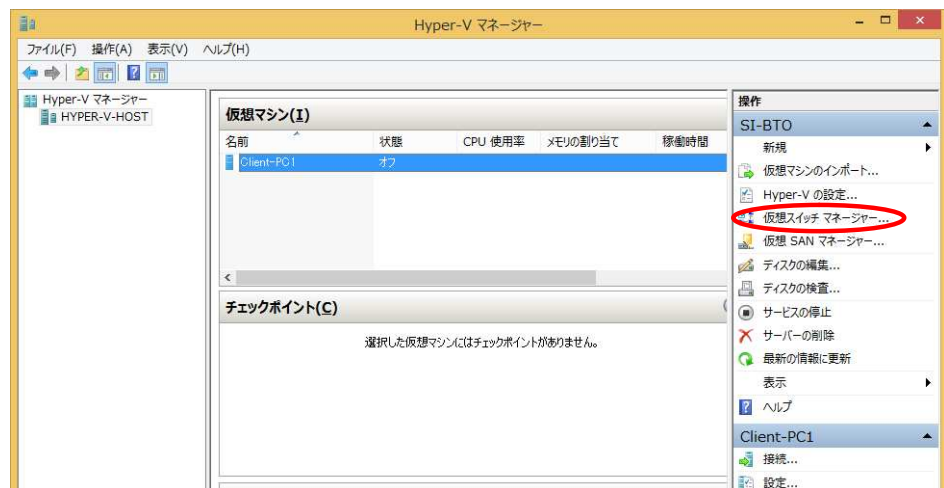 Hyper-V マネージャー
ファイル(F) 操作(A) 表示(V) ヘルプ(H)
Hyper-V マネージャー
HYPER-V-HOST
仮想マシン(I)
名前 状態 CPU 使用率 メモリの割り当て 稼働時間
Client-PC1 オフ
チェックポイント(C)
選択した仮想マシンにはチェックポイントがありません。
操作
SI-BTO
新規
仮想マシンのインポート...
Hyper-V の設定...
仮想スイッチ マネージャー...
仮想 SAN マネージャー...
ディスクの編集...
ディスクの検査...
サービスの停止
サーバーの削除
最新の情報に更新
表示
ヘルプ
Client-PC1
接続...
設定...